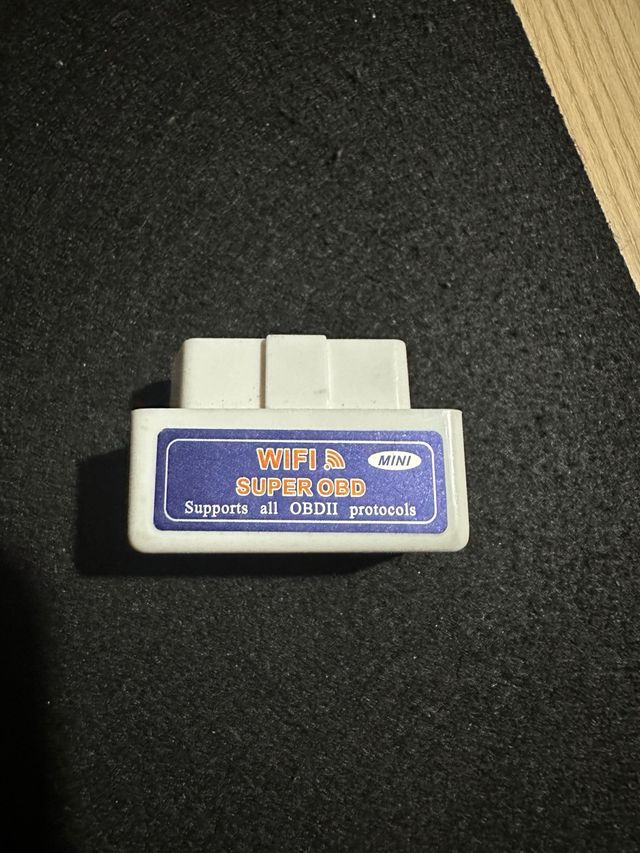 WIFI
MINI
SUPER OBD
Supports all OBDII protocols